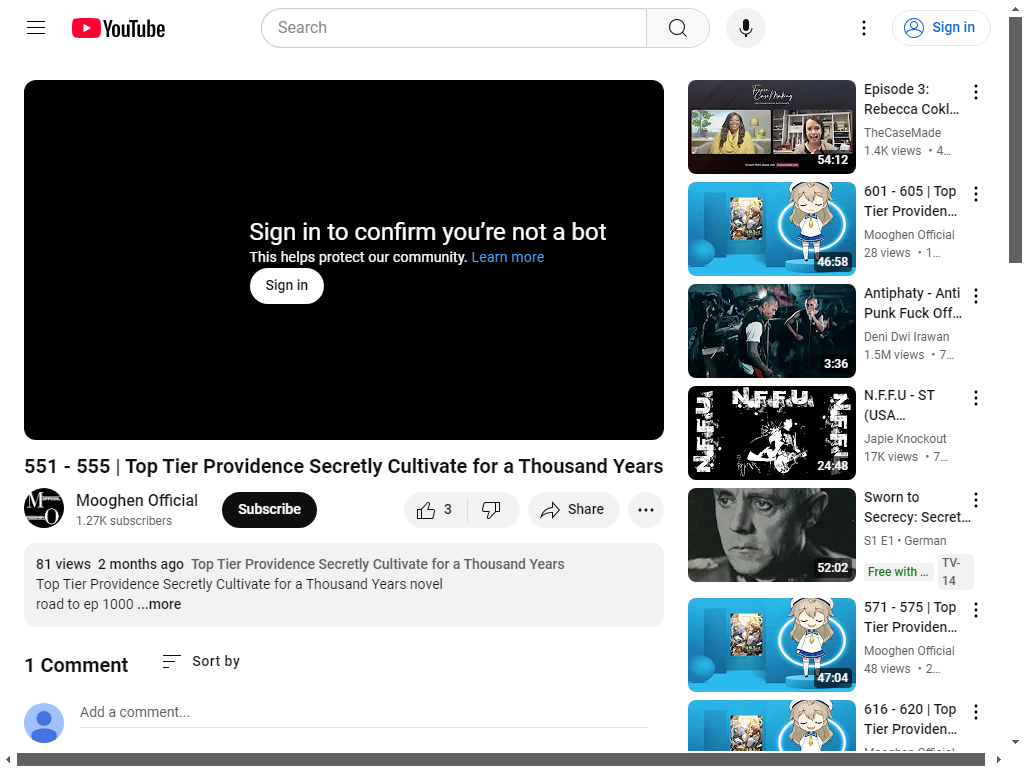 YouTube
Search
Sign in
Sign in to confirm you're not a bot
This helps protect our community. Learn more
Sign in
551 - 555 | Top Tier Providence Secretly Cultivate for a Thousand Years
Mooghen Official
1.27K subscribers
Subscribe
3
Share
81 views 2 months ago Top Tier Providence Secretly Cultivate for a Thousand Years
Top Tier Providence Secretly Cultivate for a Thousand Years novel
road to ep 1000 ...more
1 Comment
Sort by
Add a comment...
54:12
Episode 3:
Rebecca Cokl...
TheCaseMade
1.4K views • 4...
46:58
601 - 605 | Top
Tier Providen...
Mooghen Official
28 views • 1...
3:36
Antiphaty - Anti
Punk Fuck Off...
Deni Dwi Irawan
1.5M views • 7...
N.F.F.U
24:48
N.F.F.U - ST
(USA...
Japie Knockout
17K views • 7...
52:02
Sworn to
Secrecy: Secret...
S1 E1 • German
Free with ...
TV-
14
47:04
571 - 575 | Top
Tier Providen...
Mooghen Official
48 views • 2...
616 - 620 | Top
Tier Providen...
Mooghen Official